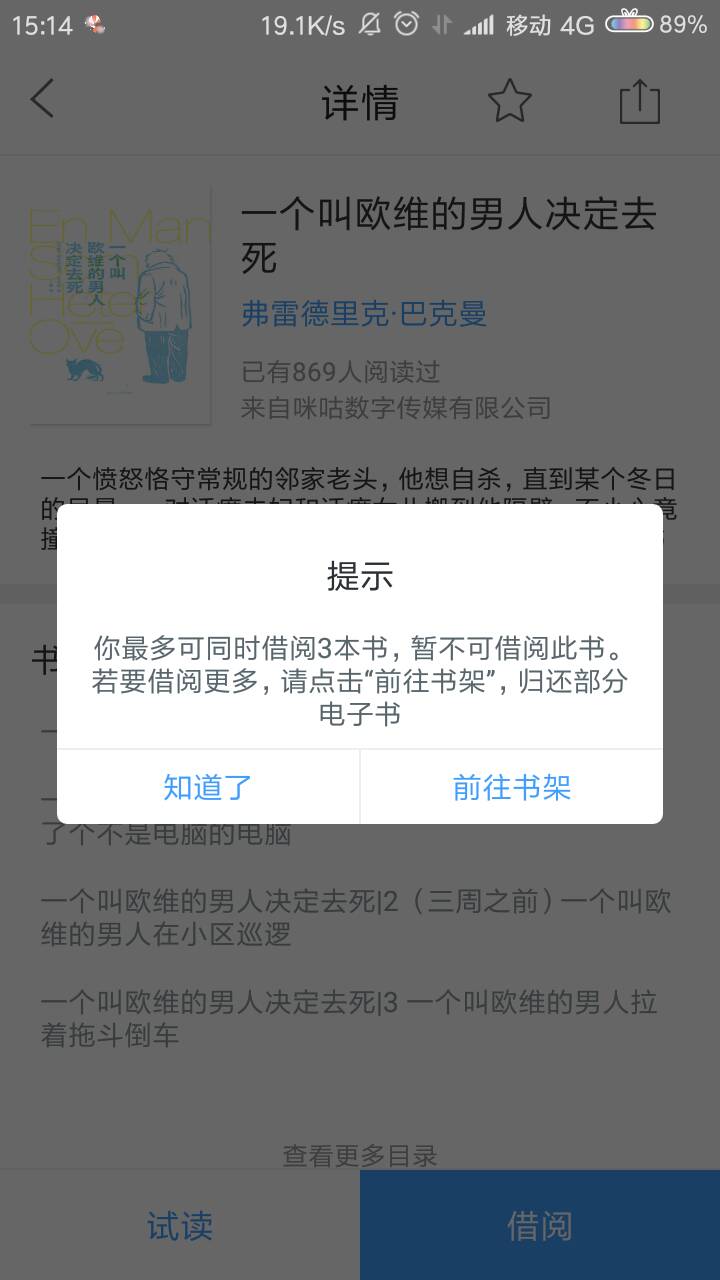 15:14 19.1K/s 移动 4G 89%
详情
En Man
Som
Heter
Ove
一个叫
欧维的男人
决定去死
一个叫欧维的男人决定去
死
弗雷德里克·巴克曼
已有869人阅读过
来自咪咕数字传媒有限公司
一个愤怒恪守常规的邻家老头，他想自杀，直到某个冬日
的
竟
撞
提示
你最多可同时借阅3本书，暂不可借阅此书。
若要借阅更多，请点击“前往书架”，归还部分
电子书
知道了 前往书架
书
了个不是电脑的电脑
一个叫欧维的男人决定去死|2（三周之前）一个叫欧
维的男人在小区巡逻
一个叫欧维的男人决定去死|3 一个叫欧维的男人拉
着拖斗倒车
查看更多目录
试读 借阅